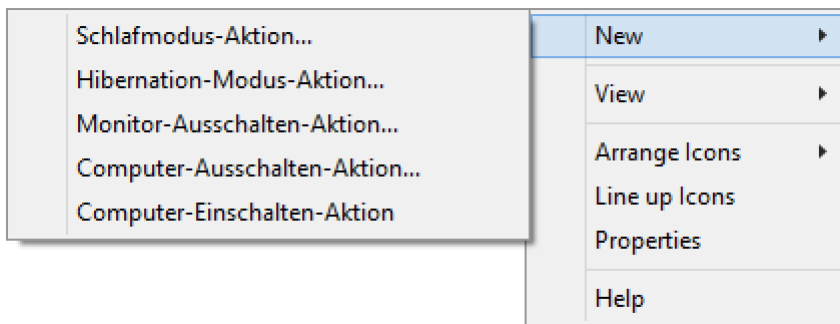 Schlafmodus-Aktion...
Hibernation-Modus-Aktion...
Monitor-Ausschalten-Aktion...
Computer-Ausschalten-Aktion...
Computer-Einschalten-Aktion
New
View
Arrange Icons
Line up Icons
Properties
Help